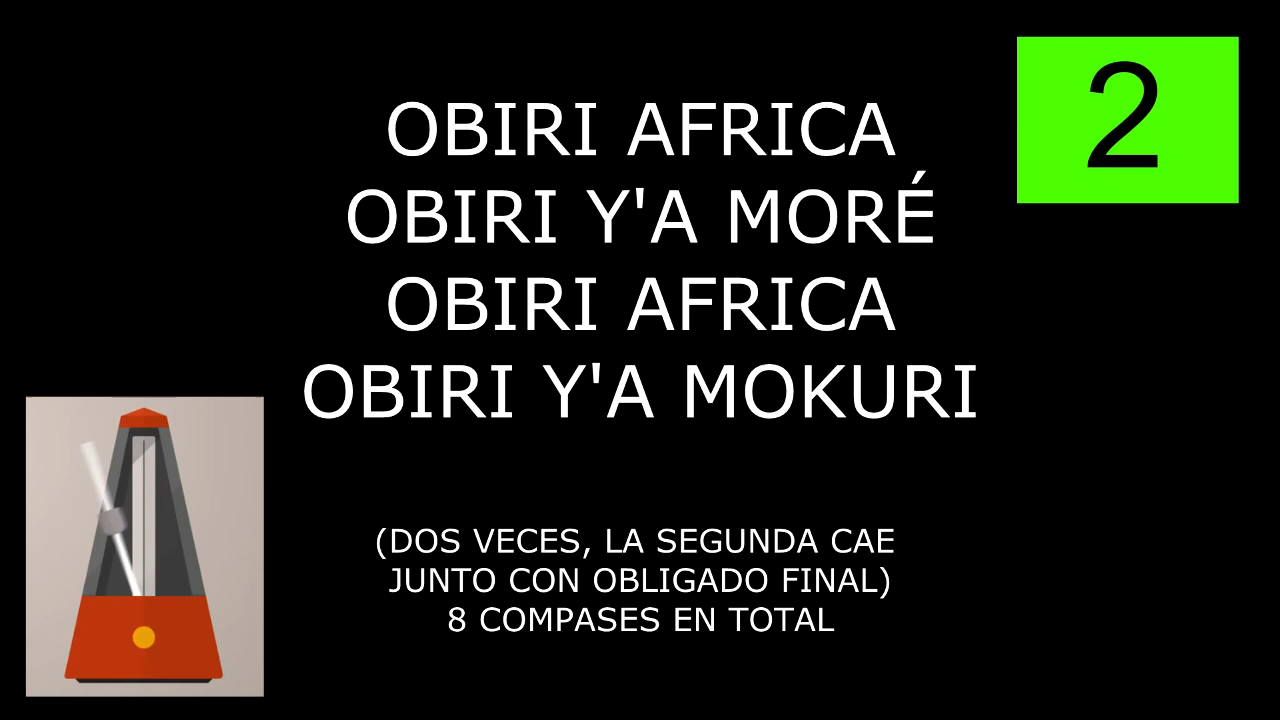 2
OBIRI AFRICA
OBIRI Y'A MORÉ
OBIRI AFRICA
OBIRI Y'A MOKURI
(DOS VECES, LA SEGUNDA CAE
JUNTO CON OBLIGADO FINAL)
8 COMPASES EN TOTAL